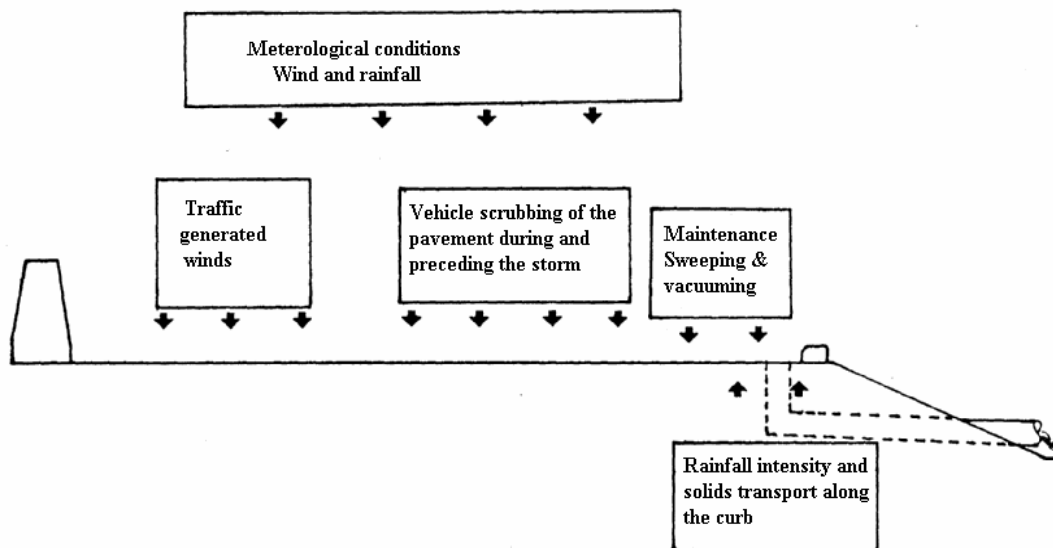 Meterological conditions
Wind and rainfall
Traffic
generated
winds
Vehicle scrubbing of the
pavement during and
preceding the storm
Maintenance
Sweeping &
vacuuming
Rainfall intensity and
solids transport along
the curb